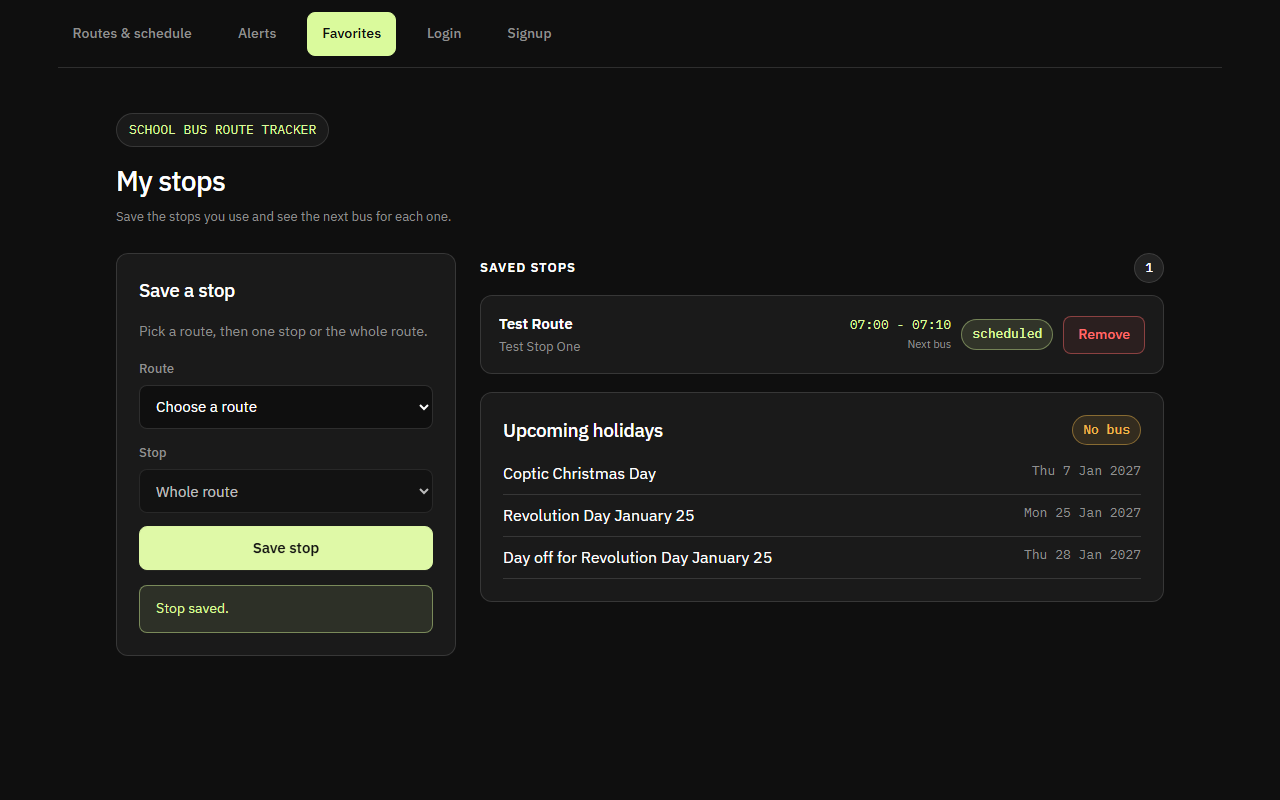 Routes & schedule
Alerts
Favorites
Login
Signup
SCHOOL BUS ROUTE TRACKER
My stops
Save the stops you use and see the next bus for each one.
Save a stop
Pick a route, then one stop or the whole route.
Route
Choose a route
Stop
Whole route
Save stop
Stop saved.
SAVED STOPS
1
Test Route
Test Stop One
07:00 - 07:10
Next bus
scheduled
Remove
Upcoming holidays
No bus
Coptic Christmas Day
Thu 7 Jan 2027
Revolution Day January 25
Mon 25 Jan 2027
Day off for Revolution Day January 25
Thu 28 Jan 2027